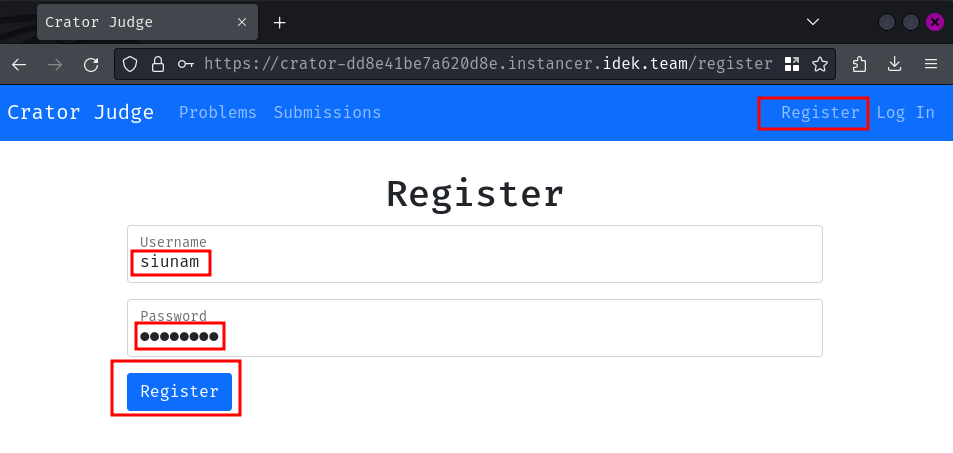 Crator Judge
https://crator-dd8e41be7a620d8e.instancer.idek.team/register
Crator Judge Problems Submissions Register Log In
Register
Username
siunam
Password
●●●●●●●●
Register